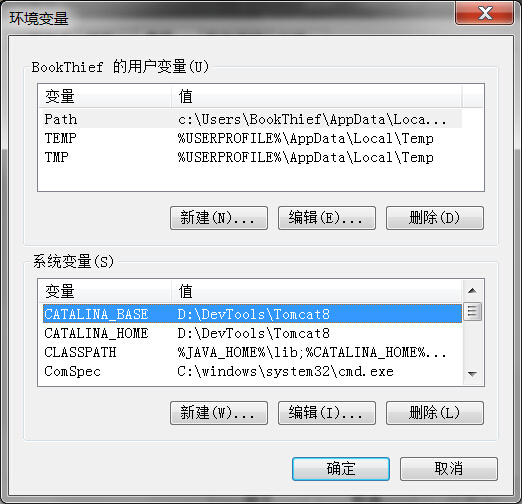 环境变量
BookThief 的用户变量(U)
变量 值
Path c:\Users\BookThief\AppData\Loca...
TEMP %USERPROFILE%\AppData\Local\Temp
TMP %USERPROFILE%\AppData\Local\Temp
新建(N)... 编辑(E)... 删除(D)
系统变量(S)
变量 值
CATALINA_BASE D:\DevTools\Tomcat8
CATALINA_HOME D:\DevTools\Tomcat8
CLASSPATH %JAVA_HOME%\lib;%CATALINA_HOME%...
ComSpec C:\windows\system32\cmd.exe
新建(W)... 编辑(I)... 删除(L)
确定 取消